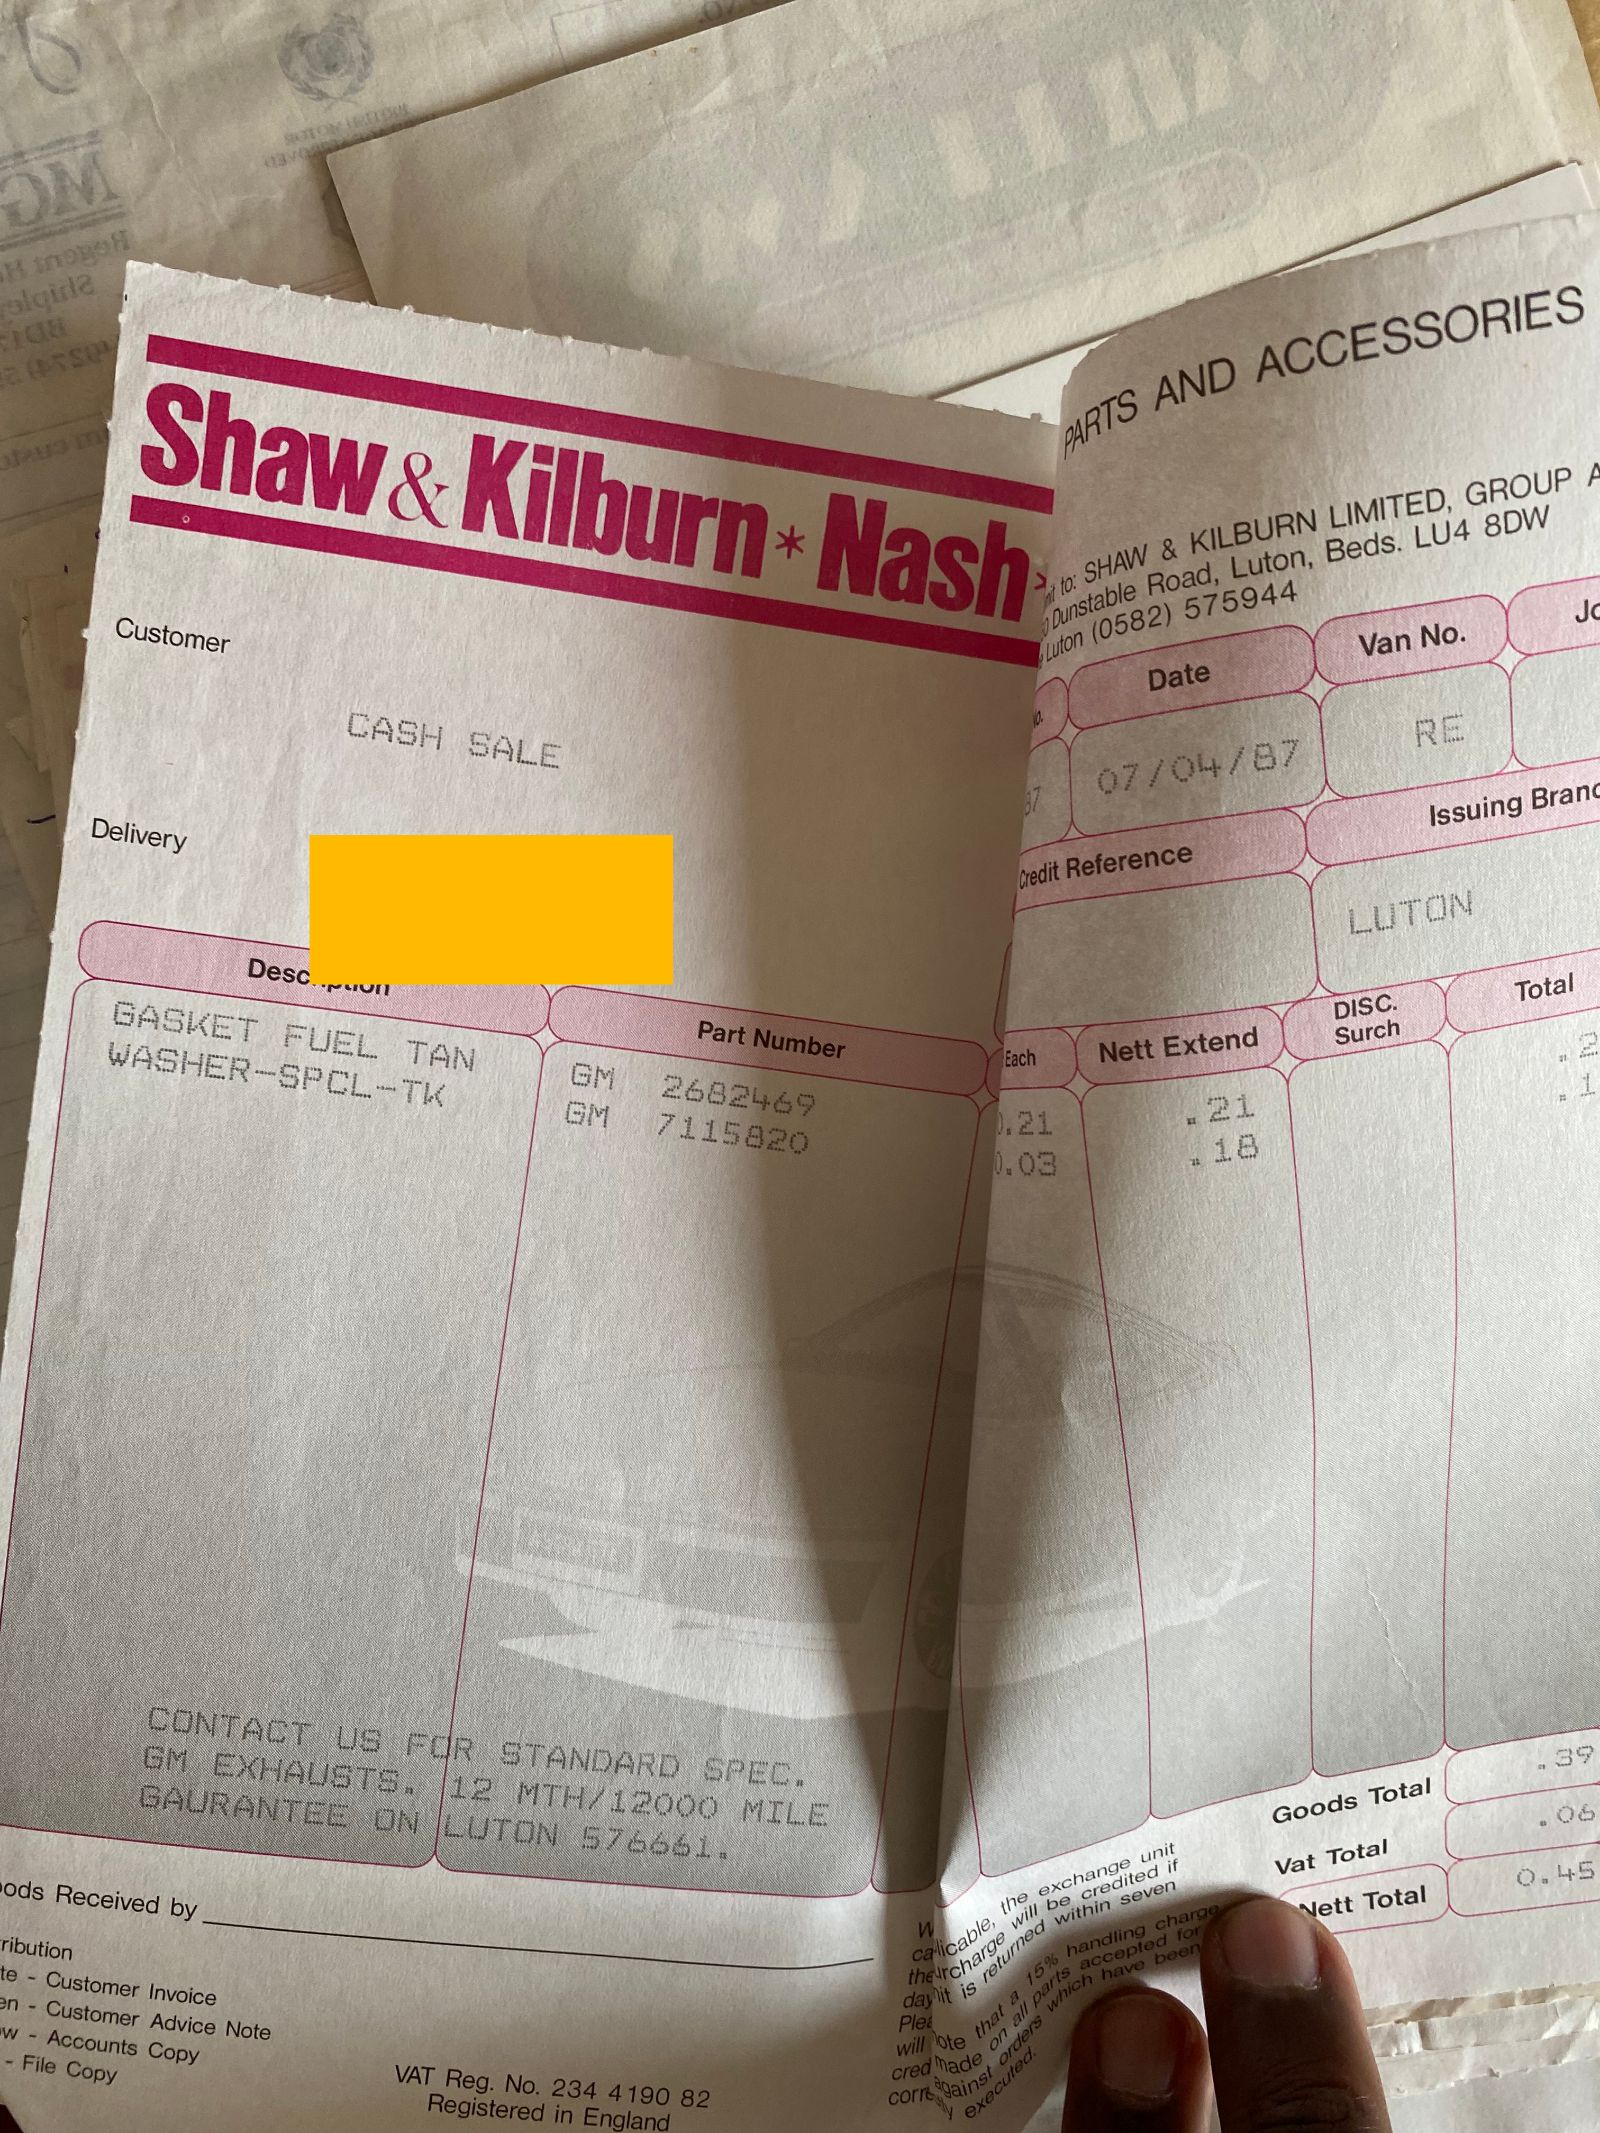 MG
Shaw & Kilburn * Nash
PARTS AND ACCESSORIES
to: SHAW & KILBURN LIMITED, GROUP
Dunstable Road, Luton, Beds. LU4 8DW
Luton (0582) 575944
Customer
CASH SALE
Delivery
Date
Van No.
07/04/87
RE
Credit Reference
Issuing
LUTON
Part Number
Each
Nett Extend
DISC.
Surch
Total
GASKET FUEL TAN
GM 2682469
.21
WASHER-SPCL-TK
GM 7115820
.18
CONTACT US FOR STANDARD SPEC.
GM EXHAUSTS. 12 MTH/12000 MILE
GAURANTEE ON LUTON 576661.
Goods Total
.39
Vat Total
.06
Nett Total
0.45
Received by
- Customer Invoice
- Customer Advice Note
- Accounts Copy
- File Copy
VAT Reg. No. 234 4190 82
Registered in England
the exchange unit
will be credited if
is returned within seven
that a 15% handling charge
made on all parts accepted for
against orders which have been
executed.